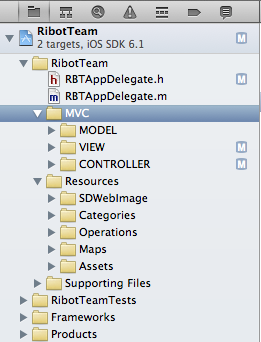 RibotTeam
M
2 targets, iOS SDK 6.1
RibotTeam
h RBTAppDelegate.h M
m RBTAppDelegate.m
MVC
MODEL
VIEW M
CONTROLLER M
Resources
SDWebImage
Categories
Operations
Maps
Assets
Supporting Files
RibotTeamTests
Frameworks
Products